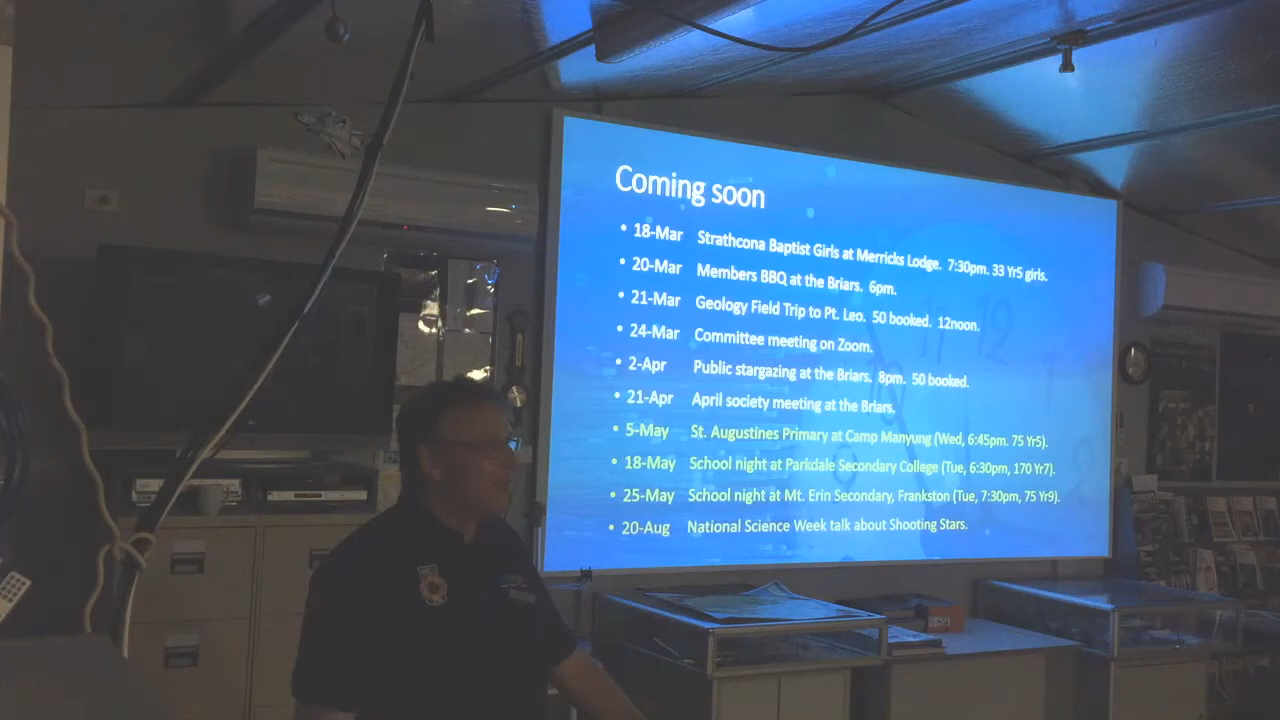 Coming soon
• 18-Mar Strathcona Baptist Girls at Merricks Lodge. 7:30pm. 33 Yr5 girls.
• 20-Mar Members BBQ at the Briars. 6pm.
• 21-Mar Geology Field Trip to Pt. Leo. 50 booked. 12noon.
• 24-Mar Committee meeting on Zoom.
• 2-Apr Public stargazing at the Briars. 8pm. 50 booked.
• 21-Apr April society meeting at the Briars.
• 5-May St. Augustines Primary at Camp Manyung (Wed, 6:45pm. 75 Yr5).
• 18-May School night at Parkdale Secondary College (Tue, 6:30pm, 170 Yr7).
• 25-May School night at Mt. Erin Secondary, Frankston (Tue, 7:30pm, 75 Yr9).
• 20-Aug National Science Week talk about Shooting Stars.
11 12